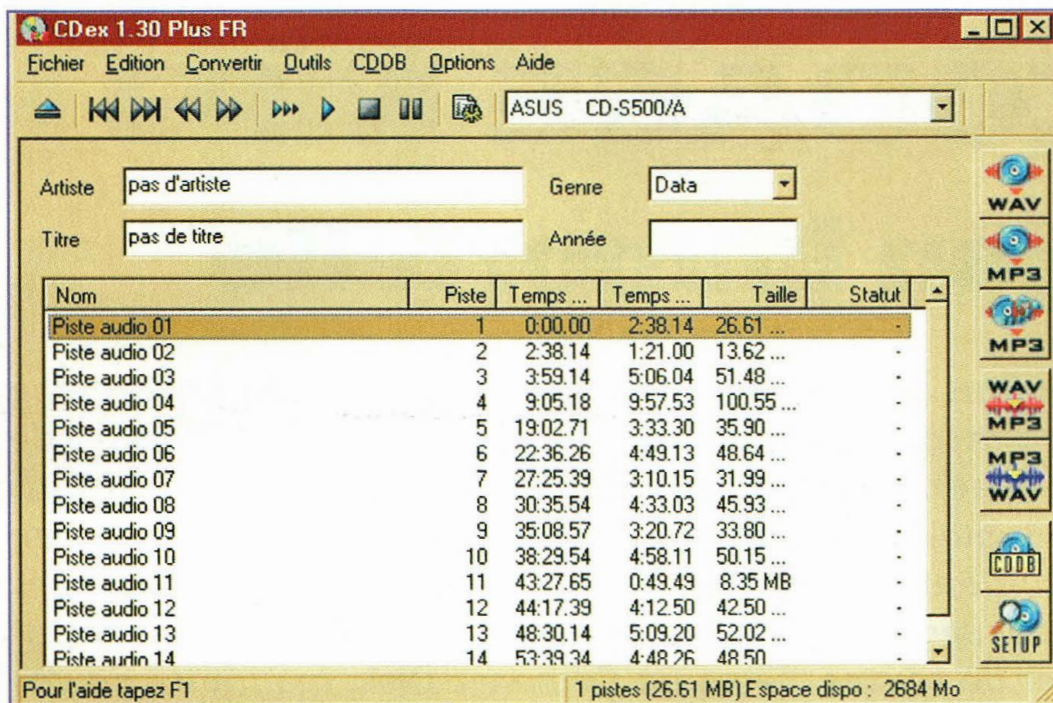 CDex 1.30 Plus FR
Fichier Edition Convertir Outils CDDB Options Aide
ASUS CD-S500/A
Artiste pas d'artiste Genre Data
Titre pas de titre Année
Nom Piste Temps ... Temps ... Taille Statut
Piste audio 01 1 0:00.00 2:38.14 26.61 ... -
Piste audio 02 2 2:38.14 1:21.00 13.62 ... -
Piste audio 03 3 3:59.14 5:06.04 51.48 ... -
Piste audio 04 4 9:05.18 9:57.53 100.55 ... -
Piste audio 05 5 19:02.71 3:33.30 35.90 ... -
Piste audio 06 6 22:36.26 4:49.13 48.64 ... -
Piste audio 07 7 27:25.39 3:10.15 31.99 ... -
Piste audio 08 8 30:35.54 4:33.03 45.93 ... -
Piste audio 09 9 35:08.57 3:20.72 33.80 ... -
Piste audio 10 10 38:29.54 4:58.11 50.15 ... -
Piste audio 11 11 43:27.65 0:49.49 8.35 MB -
Piste audio 12 12 44:17.39 4:12.50 42.50 ... -
Piste audio 13 13 48:30.14 5:09.20 52.02 ... -
Piste audio 14 14 53:39.34 4:48.26 48.50 -
WAV
MP3
MP3
WAV
MP3
MP3
WAV
CDDB
SETUP
Pour l'aide tapez F1 1 pistes (26.61 MB) Espace dispo : 2684 Mo